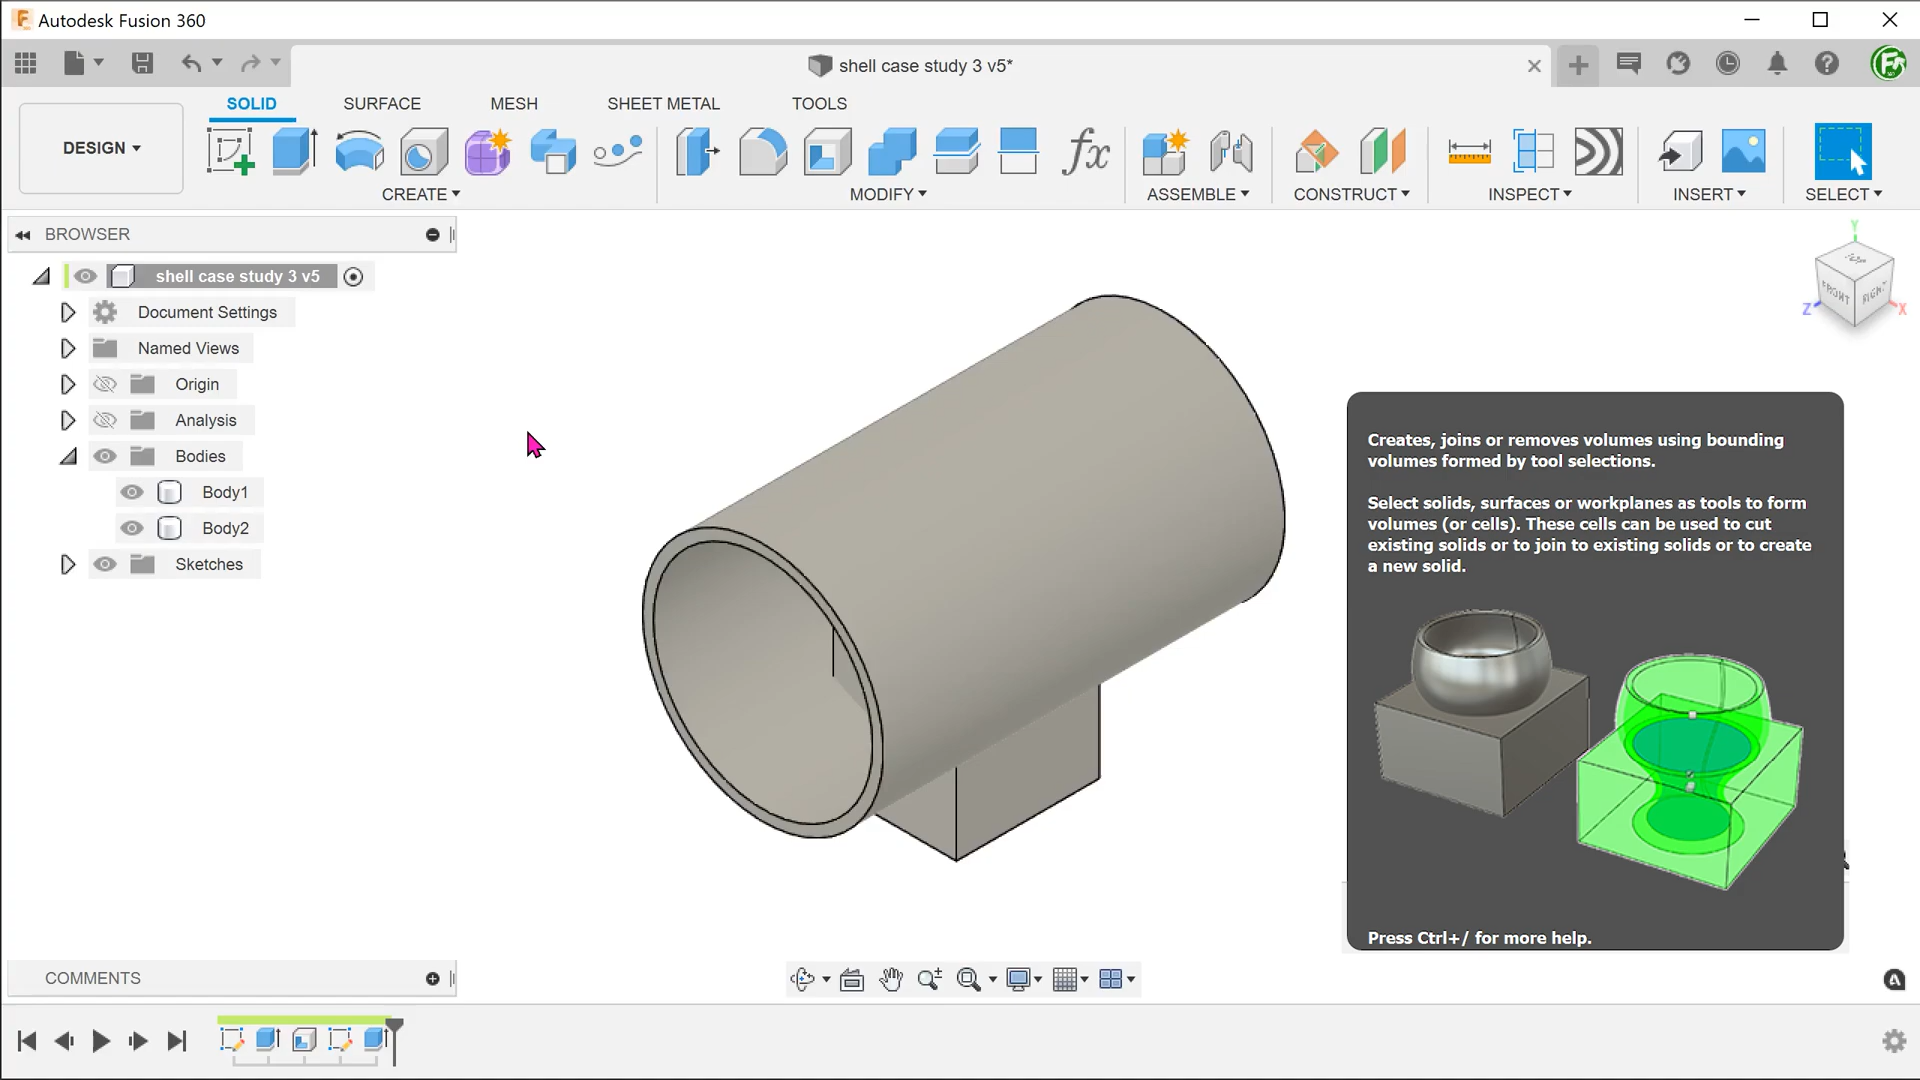 Autodesk Fusion 360
shell case study 3 v5*
SOLID
SURFACE
MESH
SHEET METAL
TOOLS
DESIGN
CREATE
MODIFY
ASSEMBLE
CONSTRUCT
INSPECT
INSERT
SELECT
BROWSER
shell case study 3 v5
Document Settings
Named Views
Origin
Analysis
Bodies
Body1
Body2
Sketches
Y
TOP
FRONT
RIGHT
Z
X
Creates, joins or removes volumes using bounding
volumes formed by tool selections.
Select solids, surfaces or workplanes as tools to form
volumes (or cells). These cells can be used to cut
existing solids or to join to existing solids or to create
a new solid.
Press Ctrl+/ for more help.
COMMENTS